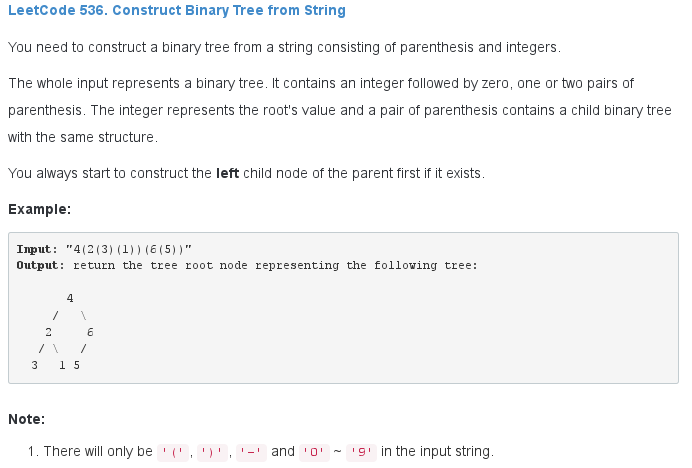 LeetCode 536. Construct Binary Tree from String
You need to construct a binary tree from a string consisting of parenthesis and integers.
The whole input represents a binary tree. It contains an integer followed by zero, one or two pairs of
parenthesis. The integer represents the root's value and a pair of parenthesis contains a child binary tree
with the same structure.
You always start to construct the left child node of the parent first if it exists.
Example:
Input: "4(2(3)(1))(6(5))"
Output: return the tree root node representing the following tree:
4
/ \
2 6
/ \ /
3 1 5
Note:
1. There will only be '(', ')', '-' and '0' ~ '9' in the input string.